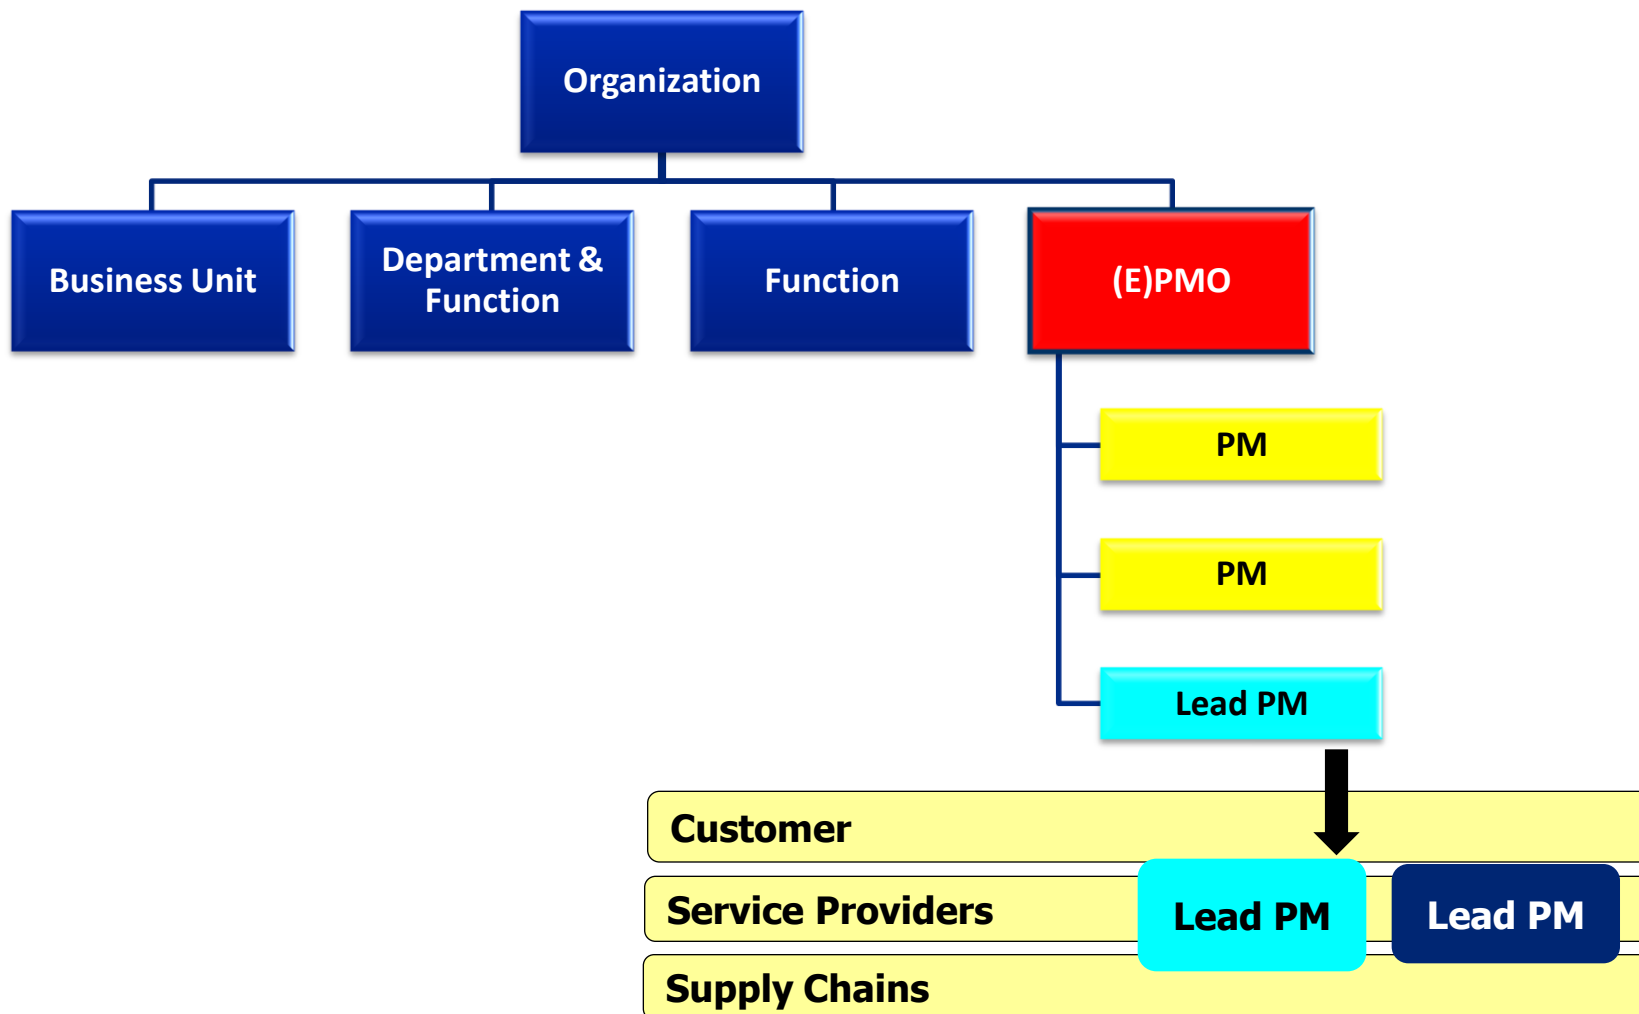 Organization
Business Unit
Department &
Function
Function
(E)PMO
PM
PM
Lead PM
Customer
Service Providers
Lead PM
Lead PM
Supply Chains